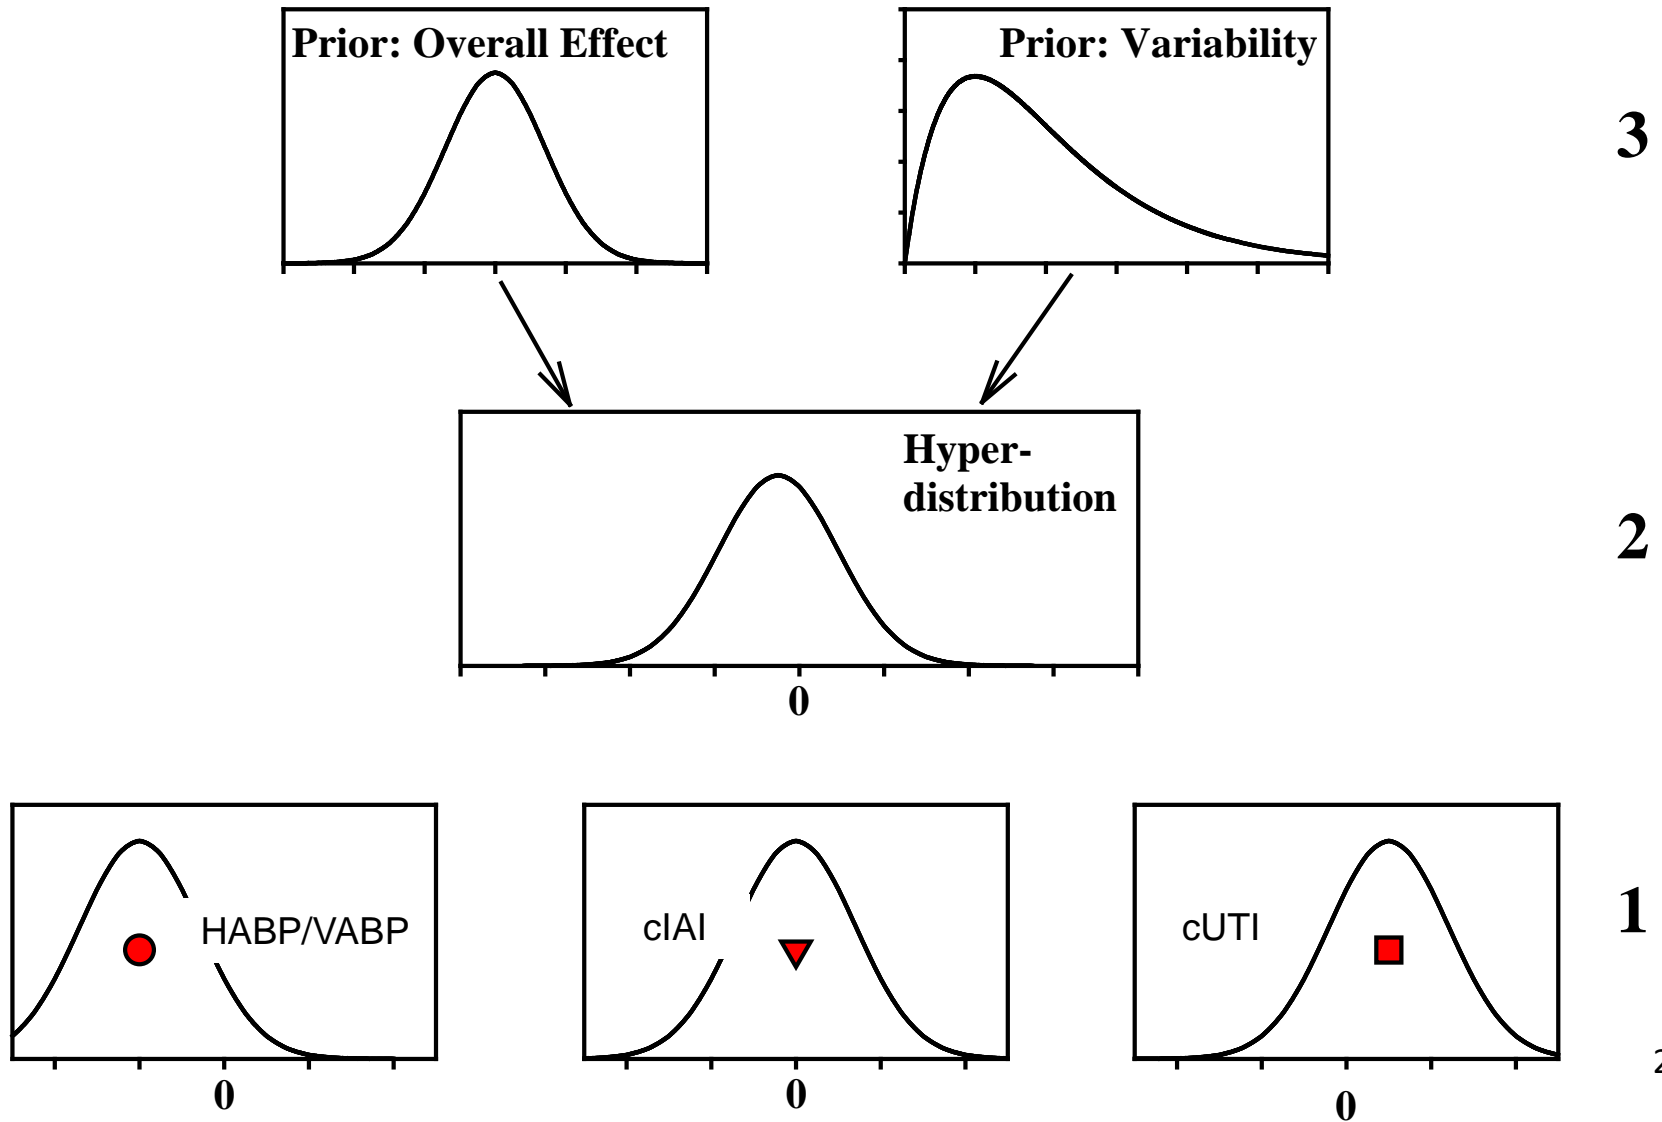 Prior: Overall Effect
Prior: Variability
3
Hyper-
distribution
2
0
HABP/VABP
cIAI
cUTI
1
0
0
0